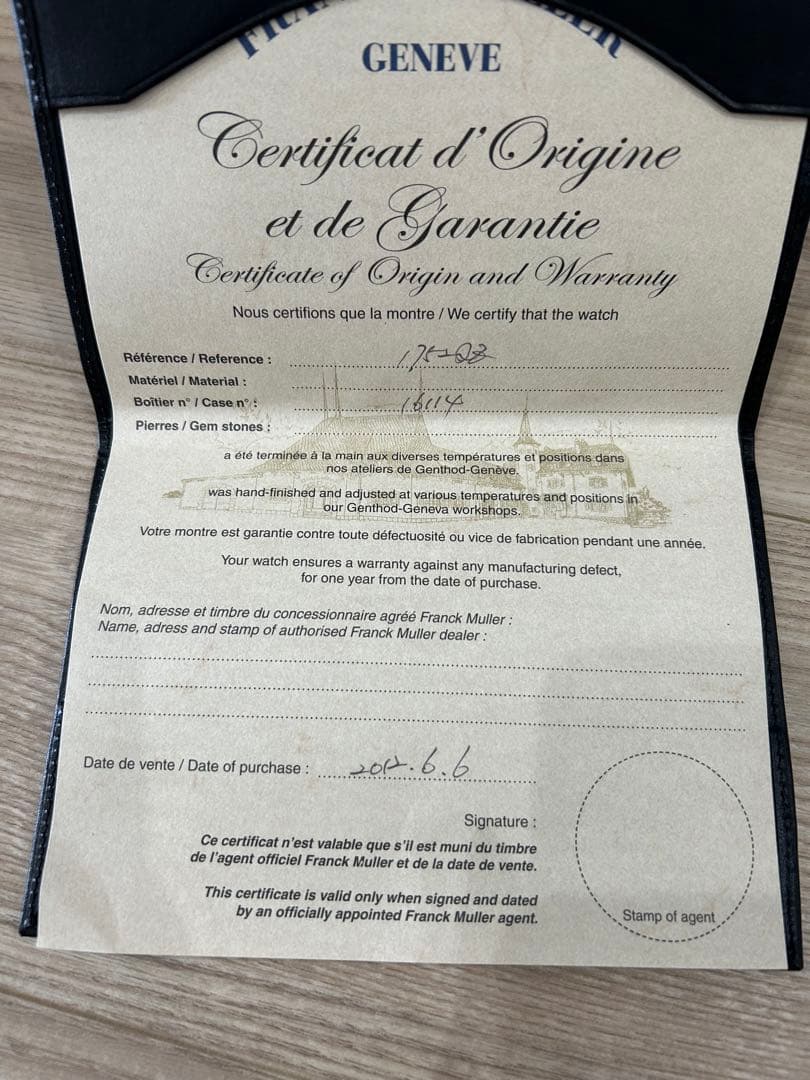 GENEVE
Certificat d'Origine
et de Garantie
Certificate of Origin and Warranty
Nous certifions que la montre / We certify that the watch
Référence / Reference :
Matériel / Material :
Boîtier n° / Case n° : 16114
Pierres / Gem stones :
a été terminée à la main aux diverses températures et positions dans
nos ateliers de Genthod-Genève.
was hand-finished and adjusted at various temperatures and positions in
our Genthod-Geneva workshops.
Votre montre est garantie contre toute défectuosité ou vice de fabrication pendant une année.
Your watch ensures a warranty against any manufacturing defect,
for one year from the date of purchase.
Nom, adresse et timbre du concessionnaire agréé Franck Muller :
Name, adress and stamp of authorised Franck Muller dealer :
Date de vente / Date of purchase : 2012.6.6
Signature :
Ce certificat n'est valable que s'il est muni du timbre
de l'agent officiel Franck Muller et de la date de vente.
This certificate is valid only when signed and dated
by an officially appointed Franck Muller agent.
Stamp of agent